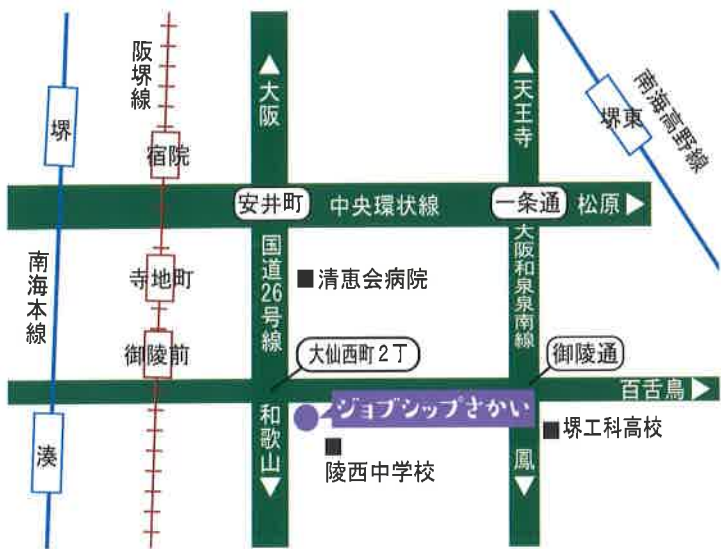 阪堺線
▲大阪
▲天王寺
南海高野線
堺
堺東
宿院
安井町
中央環状線
一条通
松原▶
南海本線
国道26号線
大阪和泉泉南線
■清恵会病院
寺地町
御陵前
大仙西町2丁
御陵通
百舌鳥▶
ジョブシップさかい
湊
和歌山▼
■陵西中学校
鳳▼
■堺工科高校